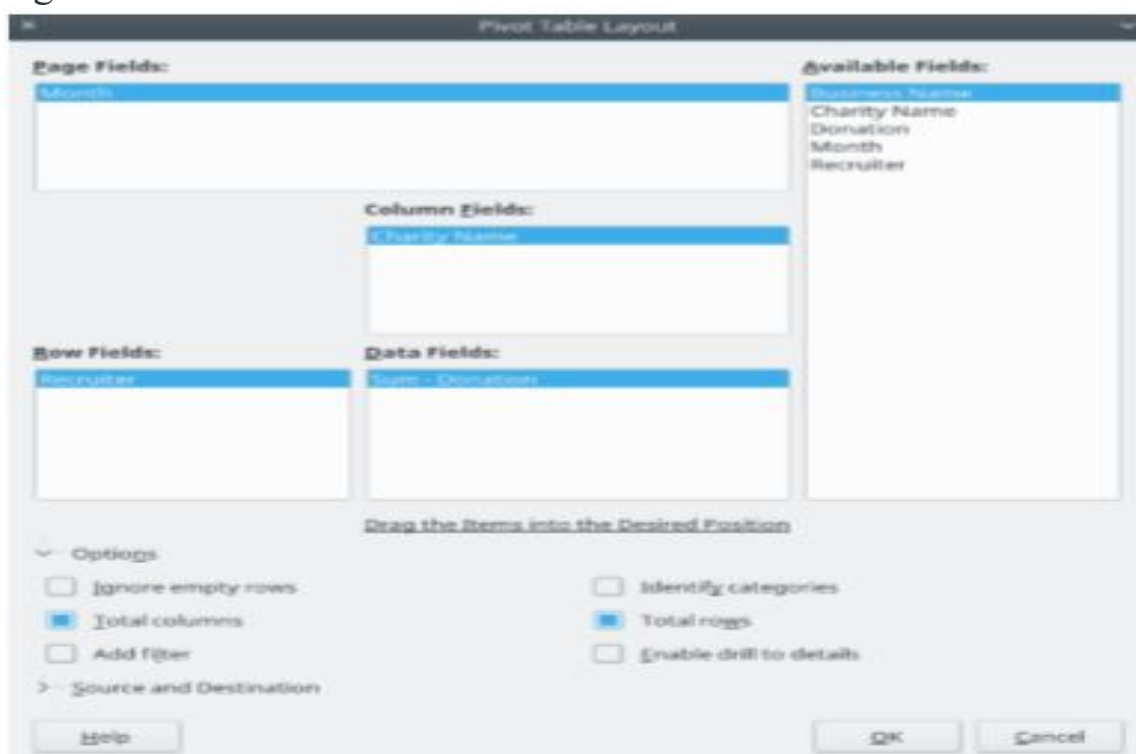 Pivot Table Layout
Page Fields:
Month
Available Fields:
Business Name
Charity Name
Donation
Month
Recruiter
Column Fields:
Charity Name
Row Fields:
Recruiter
Data Fields:
Sum - Donation
Drag the Items into the Desired Position
Options
Ignore empty rows
Identify categories
Total columns
Total rows
Add filter
Enable drill to details
Source and Destination
Help
OK
Cancel